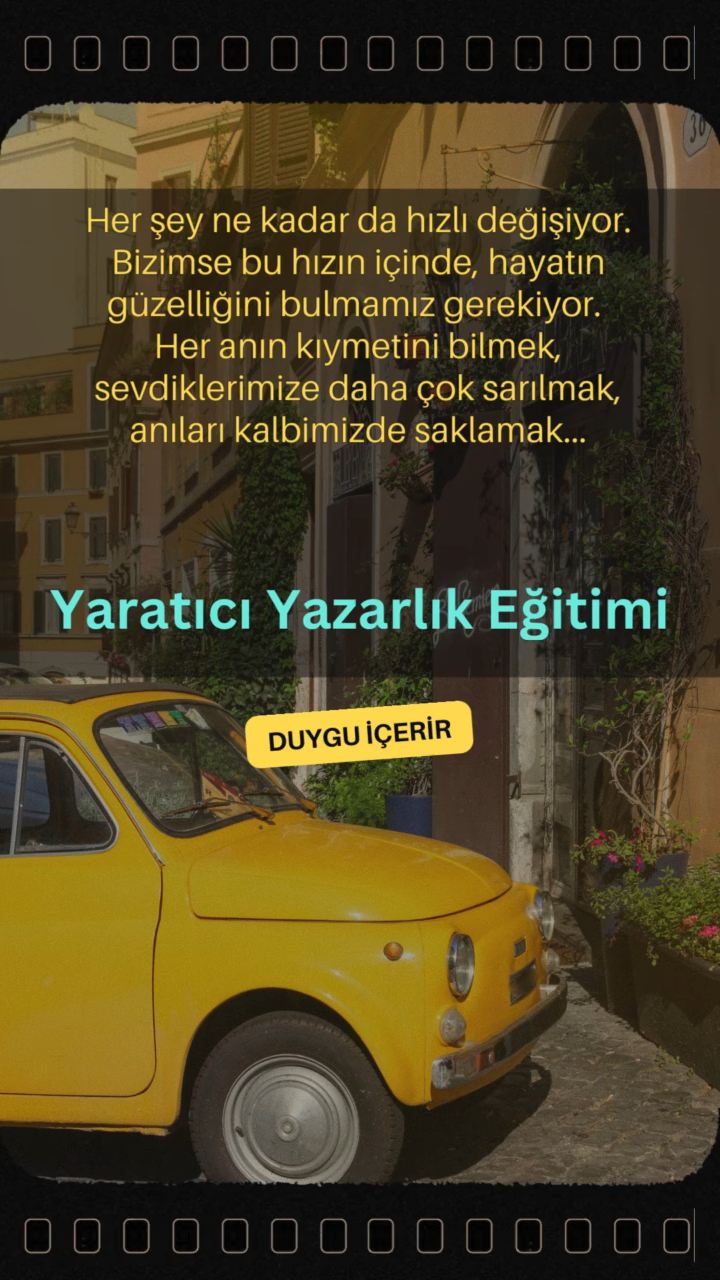 Her şey ne kadar da hızlı değişiyor.
Bizimse bu hızın içinde, hayatın
güzelliğini bulmamız gerekiyor.
Her anın kıymetini bilmek,
sevdiklerimize daha çok sarılmak,
anıları kalbimizde saklamak...
Yaratıcı Yazarlık Eğitimi
DUYGU İÇERİR